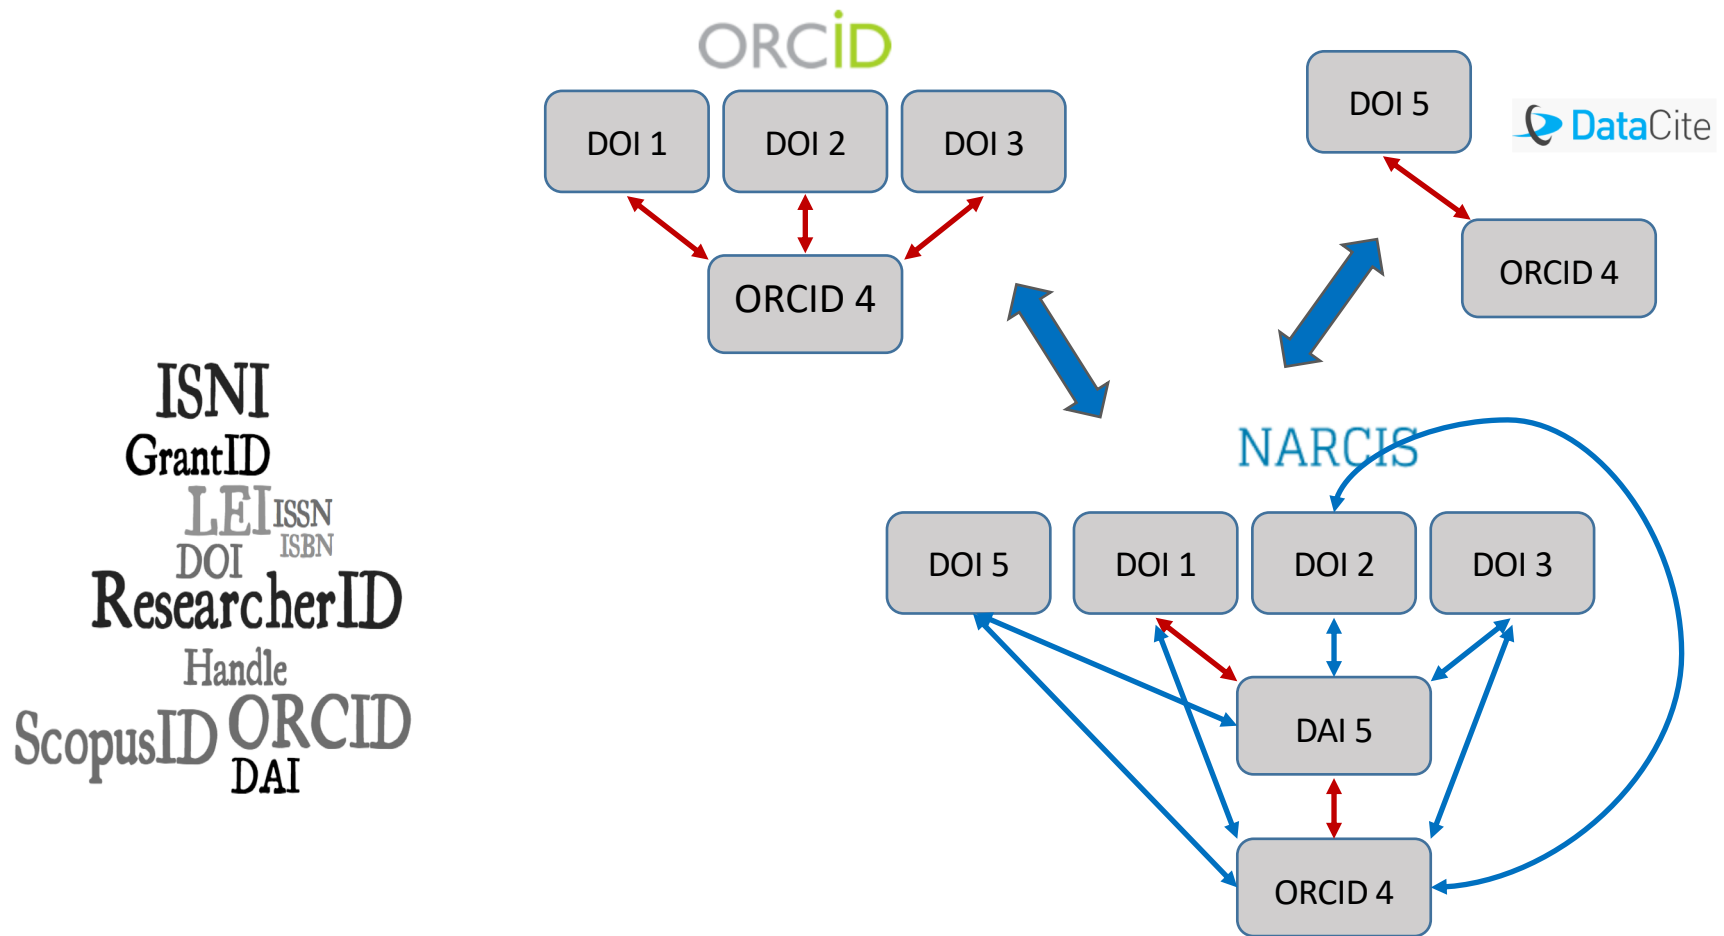 ORCID
DOI 1
DOI 2
DOI 3
ORCID 4
DOI 5
DataCite
ORCID 4
ISNI
GrantID
LEI
ISSN
ISBN
DOI
ResearcherID
Handle
ScopusID
ORCID
DAI
NARCIS
DOI 5
DOI 1
DOI 2
DOI 3
DAI 5
ORCID 4